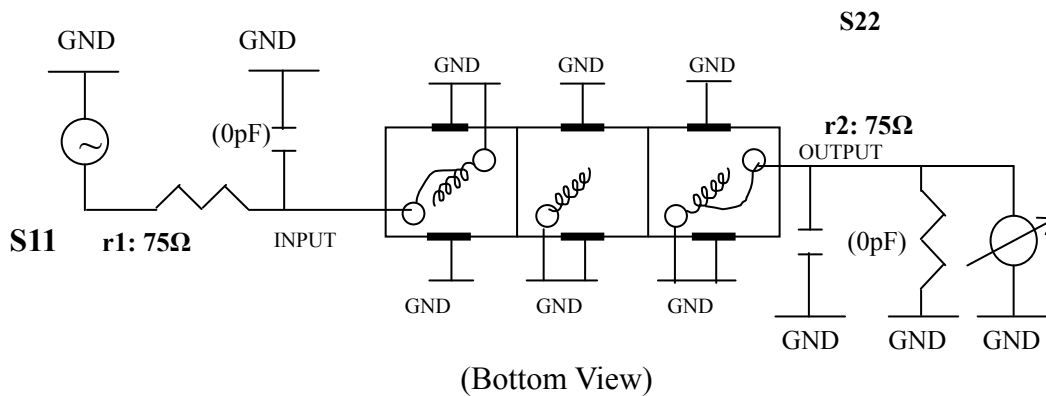 S22
GND
GND
GND
GND
GND
(0pF)
r2: 75Ω
OUTPUT
S11
r1: 75Ω
INPUT
(0pF)
GND
GND
GND
GND
GND
GND
(Bottom View)